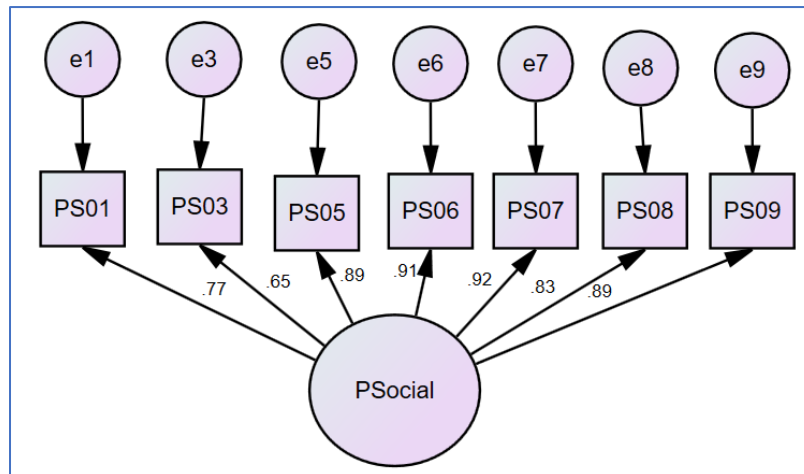 e1 e3 e5 e6 e7 e8 e9
PS01 PS03 PS05 PS06 PS07 PS08 PS09
.77 .65 .89 .91 .92 .83 .89
PSocial